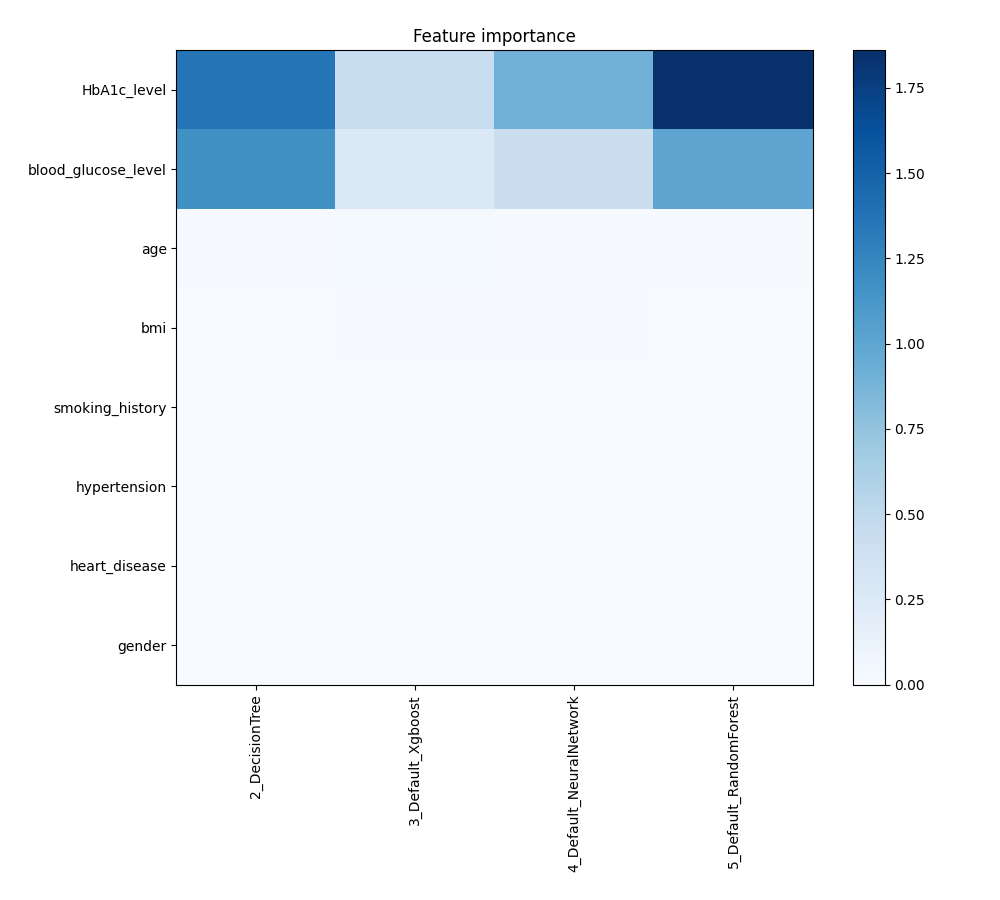 Feature importance
HbA1c_level
blood_glucose_level
age
bmi
smoking_history
hypertension
heart_disease
gender
2_DecisionTree
3_Default_Xgboost
4_Default_NeuralNetwork
5_Default_RandomForest
1.75
1.50
1.25
1.00
0.75
0.50
0.25
0.00